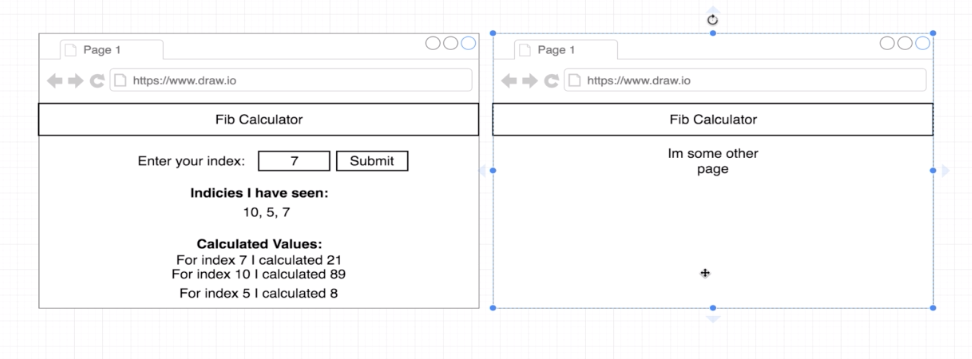 Page 1
https://www.draw.io
Fib Calculator
Enter your index: 7 Submit
Indicies I have seen:
10, 5, 7
Calculated Values:
For index 7 I calculated 21
For index 10 I calculated 89
For index 5 I calculated 8
Page 1
https://www.draw.io
Fib Calculator
Im some other
page